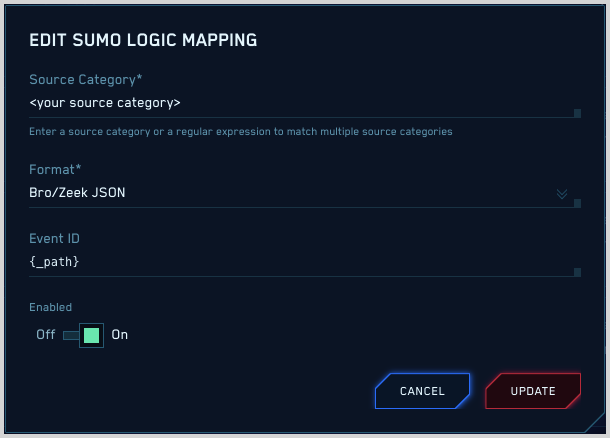 EDIT SUMO LOGIC MAPPING
Source Category*
<your source category>
Enter a source category or a regular expression to match multiple source categories
Format*
Bro/Zeek JSON
Event ID
{_path}
Enabled
Off On
CANCEL UPDATE